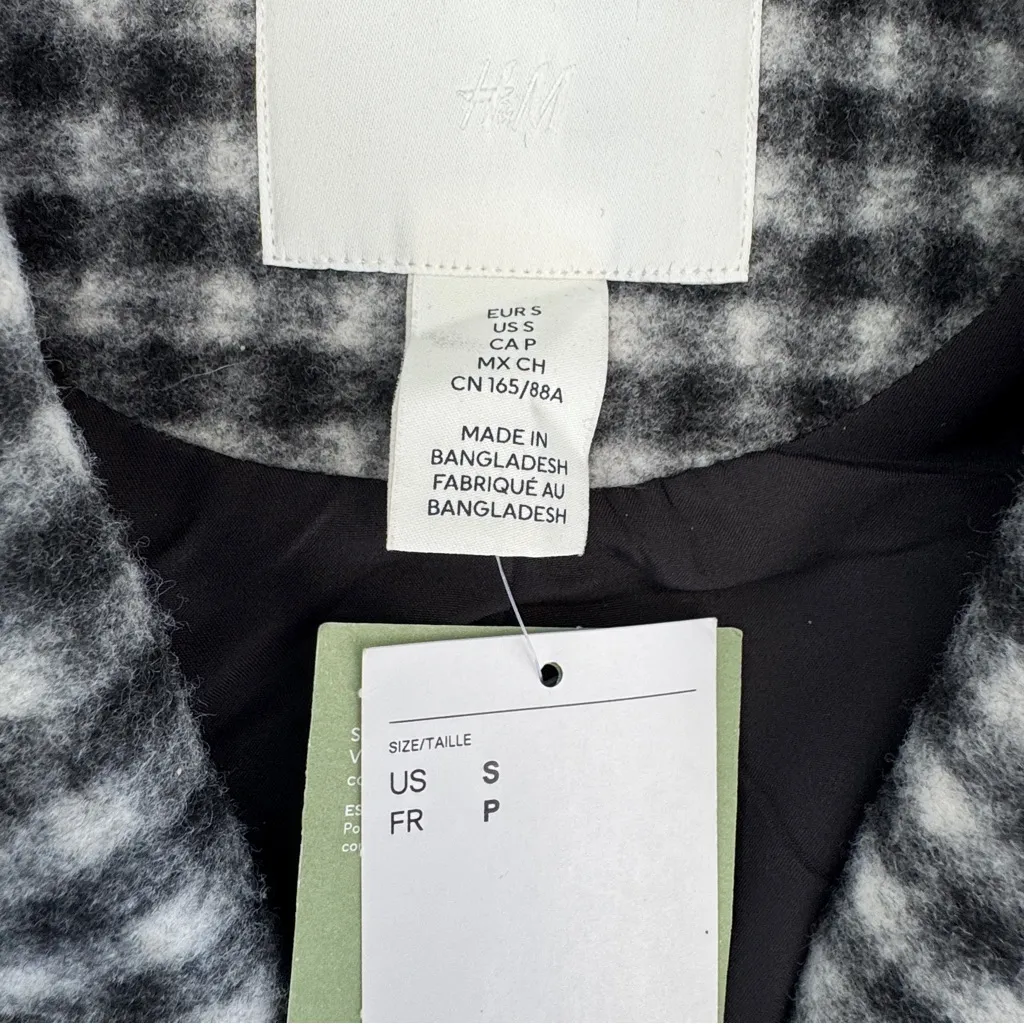 H&M
EUR S
US S
CA P
MX CH
CN 165/88A
MADE IN
BANGLADESH
FABRIQUÉ AU
BANGLADESH
SIZE/TAILLE
US S
FR P